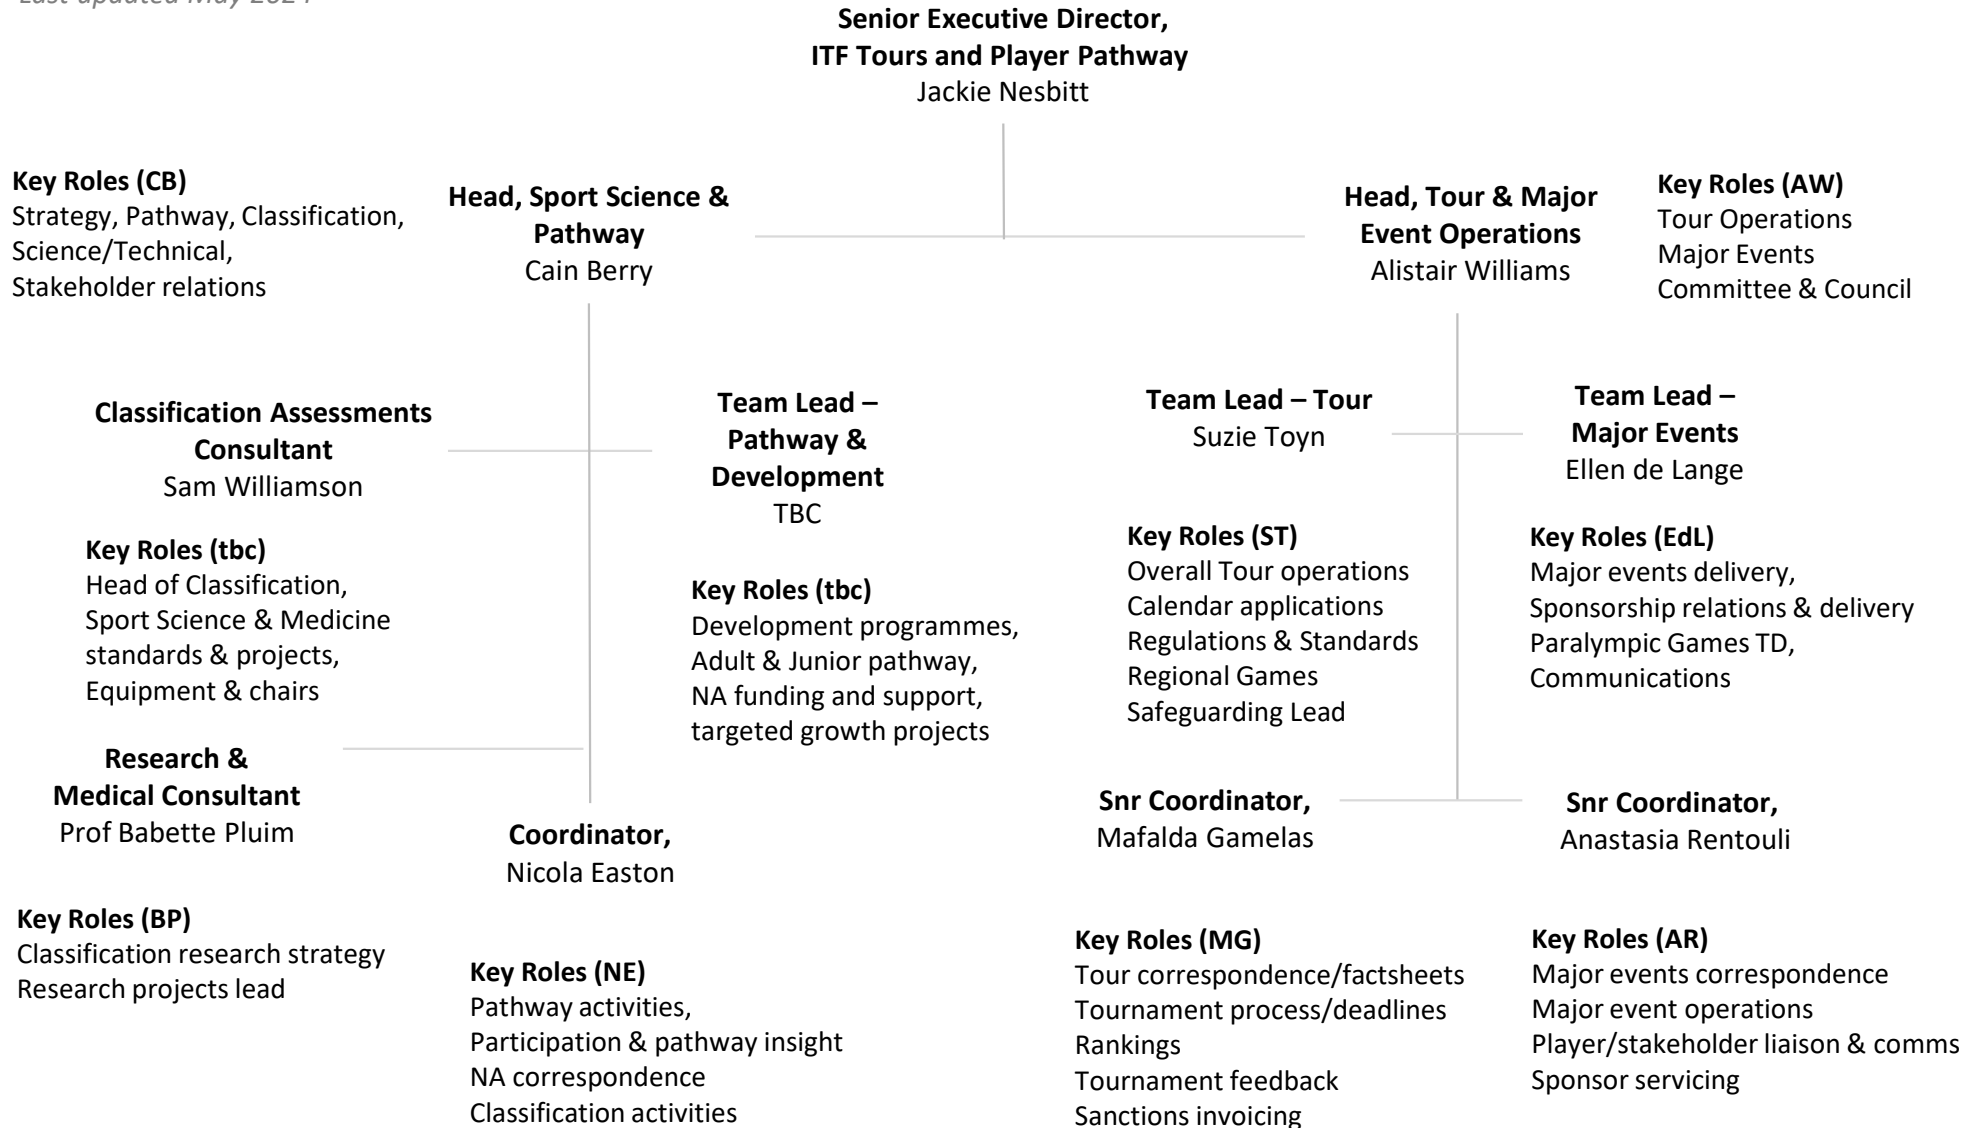 Last updated May 2024
Senior Executive Director,
ITF Tours and Player Pathway
Jackie Nesbitt
Key Roles (CB)
Strategy, Pathway, Classification,
Science/Technical,
Stakeholder relations
Head, Sport Science &
Pathway
Cain Berry
Head, Tour & Major
Event Operations
Alistair Williams
Key Roles (AW)
Tour Operations
Major Events
Committee & Council
Classification Assessments
Consultant
Sam Williamson
Key Roles (tbc)
Head of Classification,
Sport Science & Medicine
standards & projects,
Equipment & chairs
Team Lead –
Pathway &
Development
TBC
Key Roles (tbc)
Development programmes,
Adult & Junior pathway,
NA funding and support,
targeted growth projects
Team Lead – Tour
Suzie Toyn
Key Roles (ST)
Overall Tour operations
Calendar applications
Regulations & Standards
Regional Games
Safeguarding Lead
Team Lead –
Major Events
Ellen de Lange
Key Roles (EdL)
Major events delivery,
Sponsorship relations & delivery
Paralympic Games TD,
Communications
Research &
Medical Consultant
Prof Babette Pluim
Key Roles (BP)
Classification research strategy
Research projects lead
Coordinator,
Nicola Easton
Key Roles (NE)
Pathway activities,
Participation & pathway insight
NA correspondence
Classification activities
Snr Coordinator,
Mafalda Gamelas
Key Roles (MG)
Tour correspondence/factsheets
Tournament process/deadlines
Rankings
Tournament feedback
Sanctions invoicing
Snr Coordinator,
Anastasia Rentouli
Key Roles (AR)
Major events correspondence
Major event operations
Player/stakeholder liaison & comms
Sponsor servicing